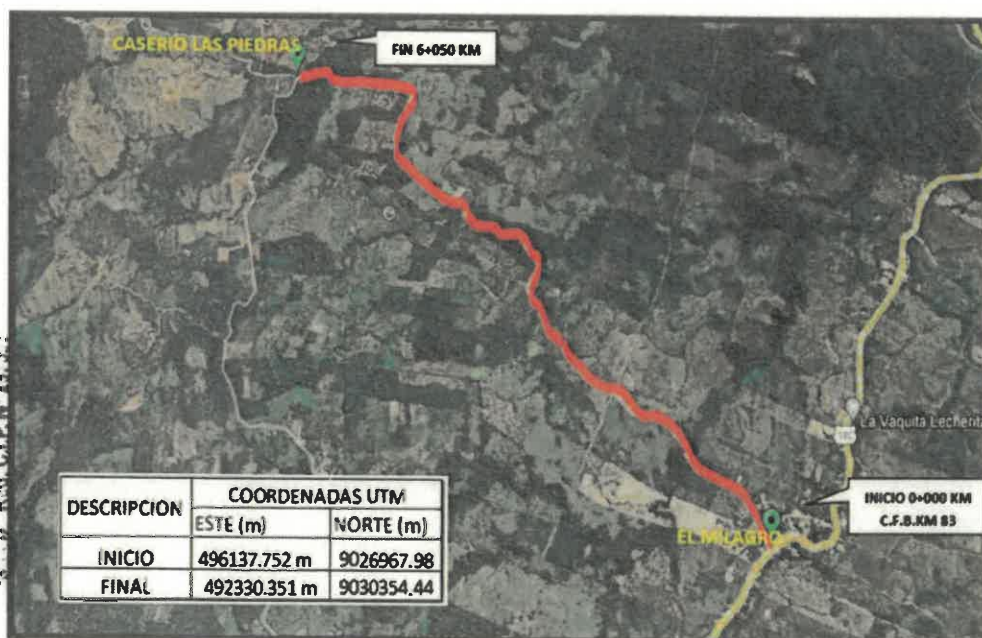 CASERIO LAS PIEDRAS
FIN 6+050 KM
La Vaquita Lecherita
INICIO 0+000 KM
C.F.B.KM 83
EL MILAGRO
DESCRIPCION
COORDENADAS UTM
ESTE (m) NORTE (m)
INICIO 496137.752 m 9026967.98
FINAL 492330.351 m 9030354.44